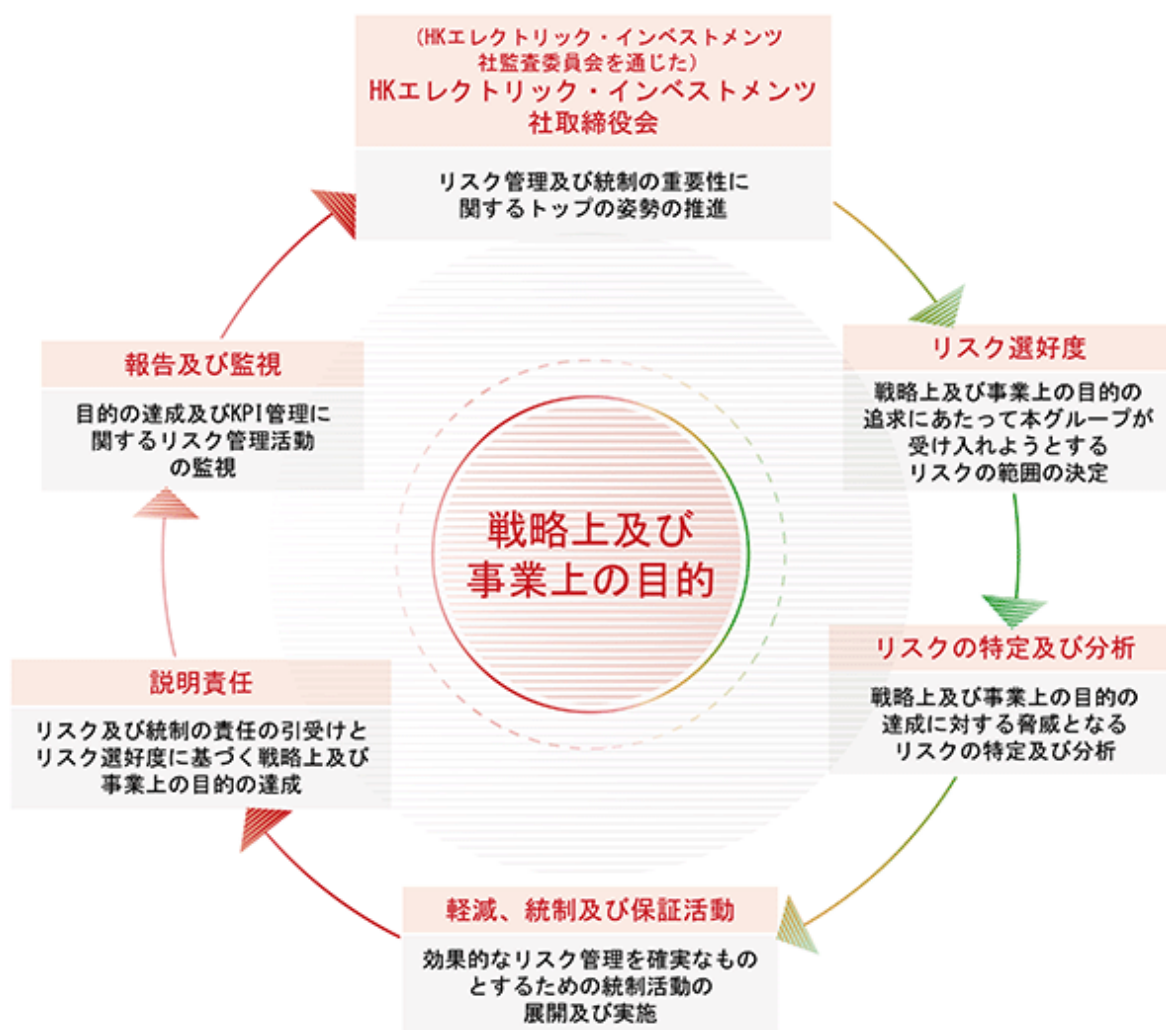 (HKエレクトリック・インベストメンツ
社監査委員会を通じた)
HKエレクトリック・インベストメンツ
社取締役会
リスク管理及び統制の重要性に
関するトップの姿勢の推進
リスク選好度
戦略上及び事業上の目的の
追求にあたって本グループが
受け入れようとする
リスクの範囲の決定
リスクの特定及び分析
戦略上及び事業上の目的の
達成に対する脅威となる
リスクの特定及び分析
軽減、統制及び保証活動
効果的なリスク管理を確実なもの
とするための統制活動の
展開及び実施
説明責任
リスク及び統制の責任の引受けと
リスク選好度に基づく戦略上及び
事業上の目的の達成
報告及び監視
目的の達成及びKPI管理に
関するリスク管理活動
の監視
戦略上及び
事業上の目的